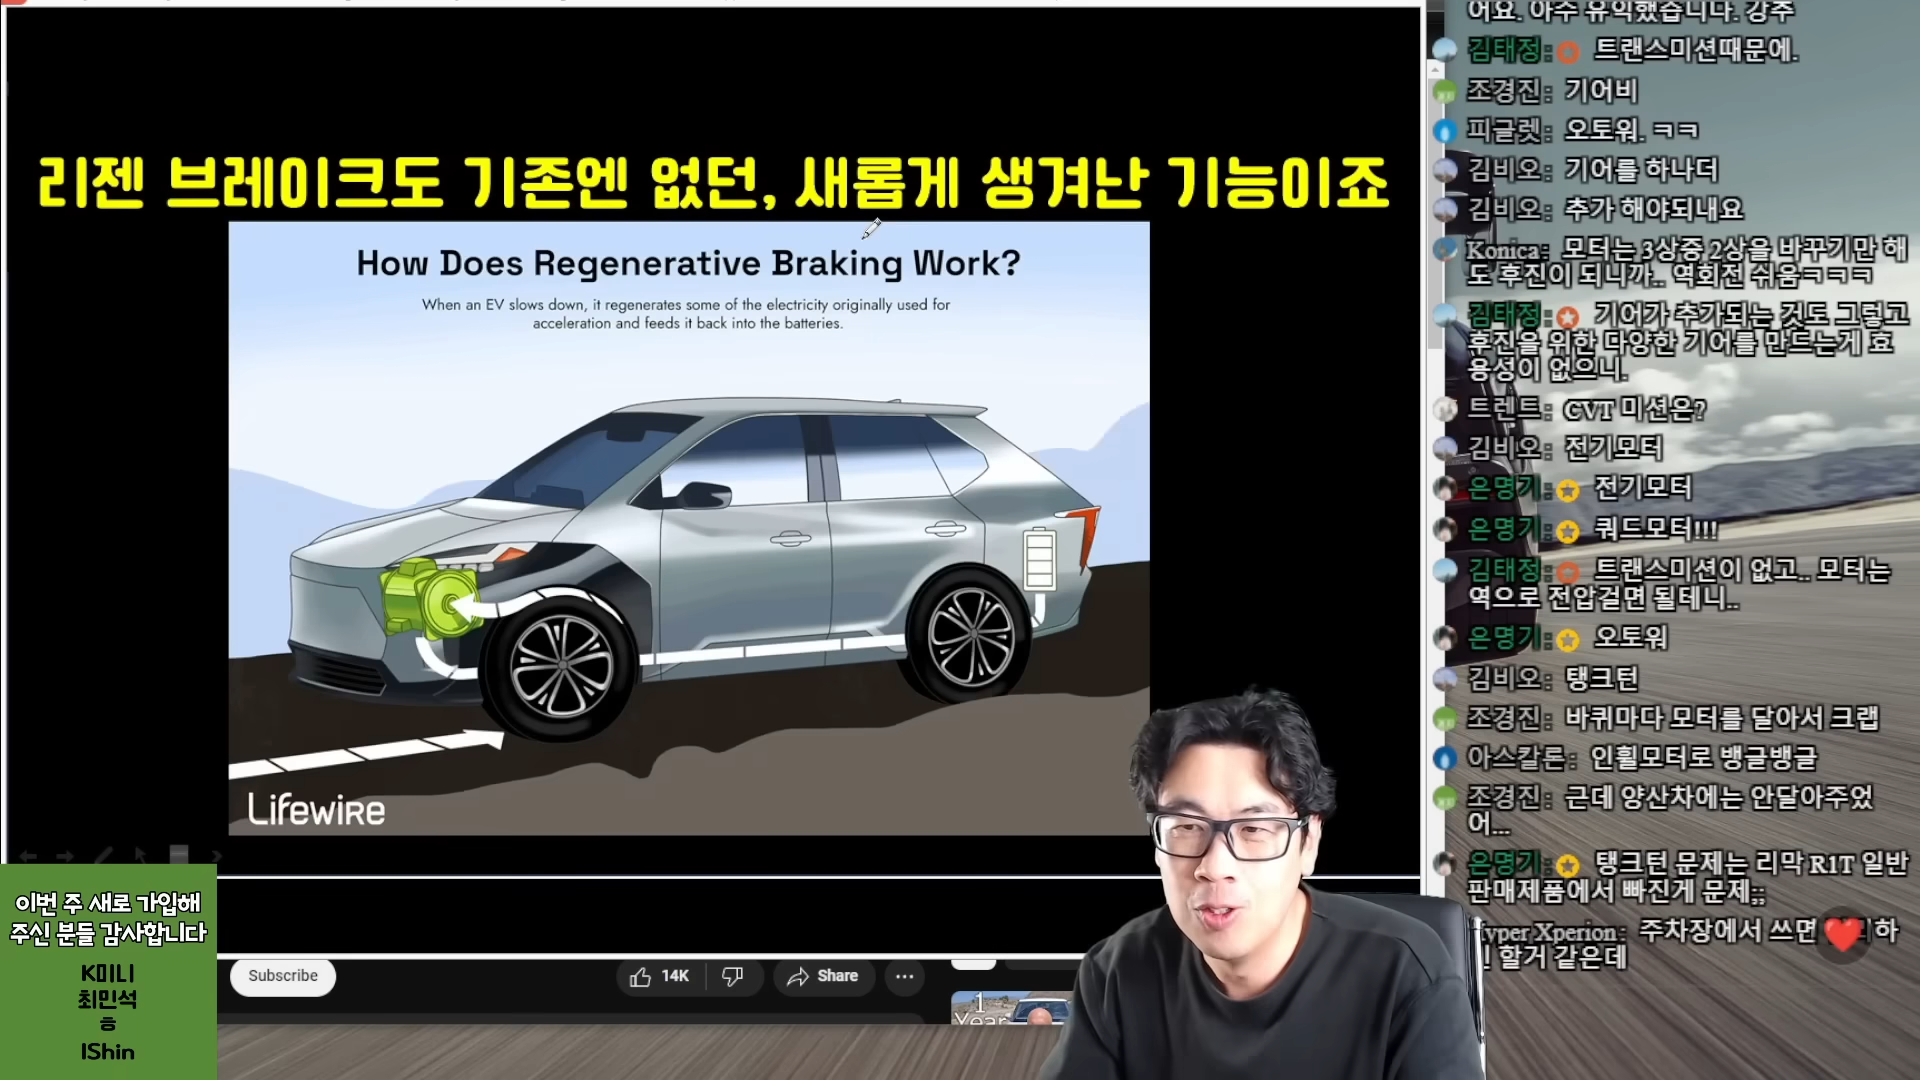 리젠 브레이크도 기존엔 없던, 새롭게 생겨난 기능이죠
How Does Regenerative Braking Work?
When an EV slows down, it regenerates some of the electricity originally used for
acceleration and feeds it back into the batteries.
Lifewire
이번 주 새로 가입해
주신 분들 감사합니다
K미니
최민석
ㅎ
IShin
Subscribe
14K
Share
1
Year
어요. 아주 유익했습니다. 강추
김태정: 트랜스미션때문에.
조경진: 기어비
피글렛: 오토워. ㅋㅋ
김비오: 기어를 하나더
김비오: 추가 해야되내요
Konica: 모터는 3상중 2상을 바꾸기만 해
도 후진이 되니까.. 역회전 쉬움ㅋㅋㅋ
김태정: 기어가 추가되는 것도 그렇고
후진을 위한 다양한 기어를 만드는게 효
용성이 없으니.
트렌트: CVT 미션은?
김비오: 전기모터
은명기: 전기모터
은명기: 쿼드모터!!!
김태정: 트랜스미션이 없고.. 모터는
역으로 전압걸면 될테니..
은명기: 오토워
김비오: 탱크턴
조경진: 바퀴마다 모터를 달아서 크랩
아스칼론: 인휠모터로 뱅글뱅글
조경진: 근데 양산차에는 안달아주었
어...
은명기: 탱크턴 문제는 리막 R1T 일반
판매제품에서 빠진게 문제;;
Hyper Xperion: 주차장에서 쓰면 하
할거 같은데